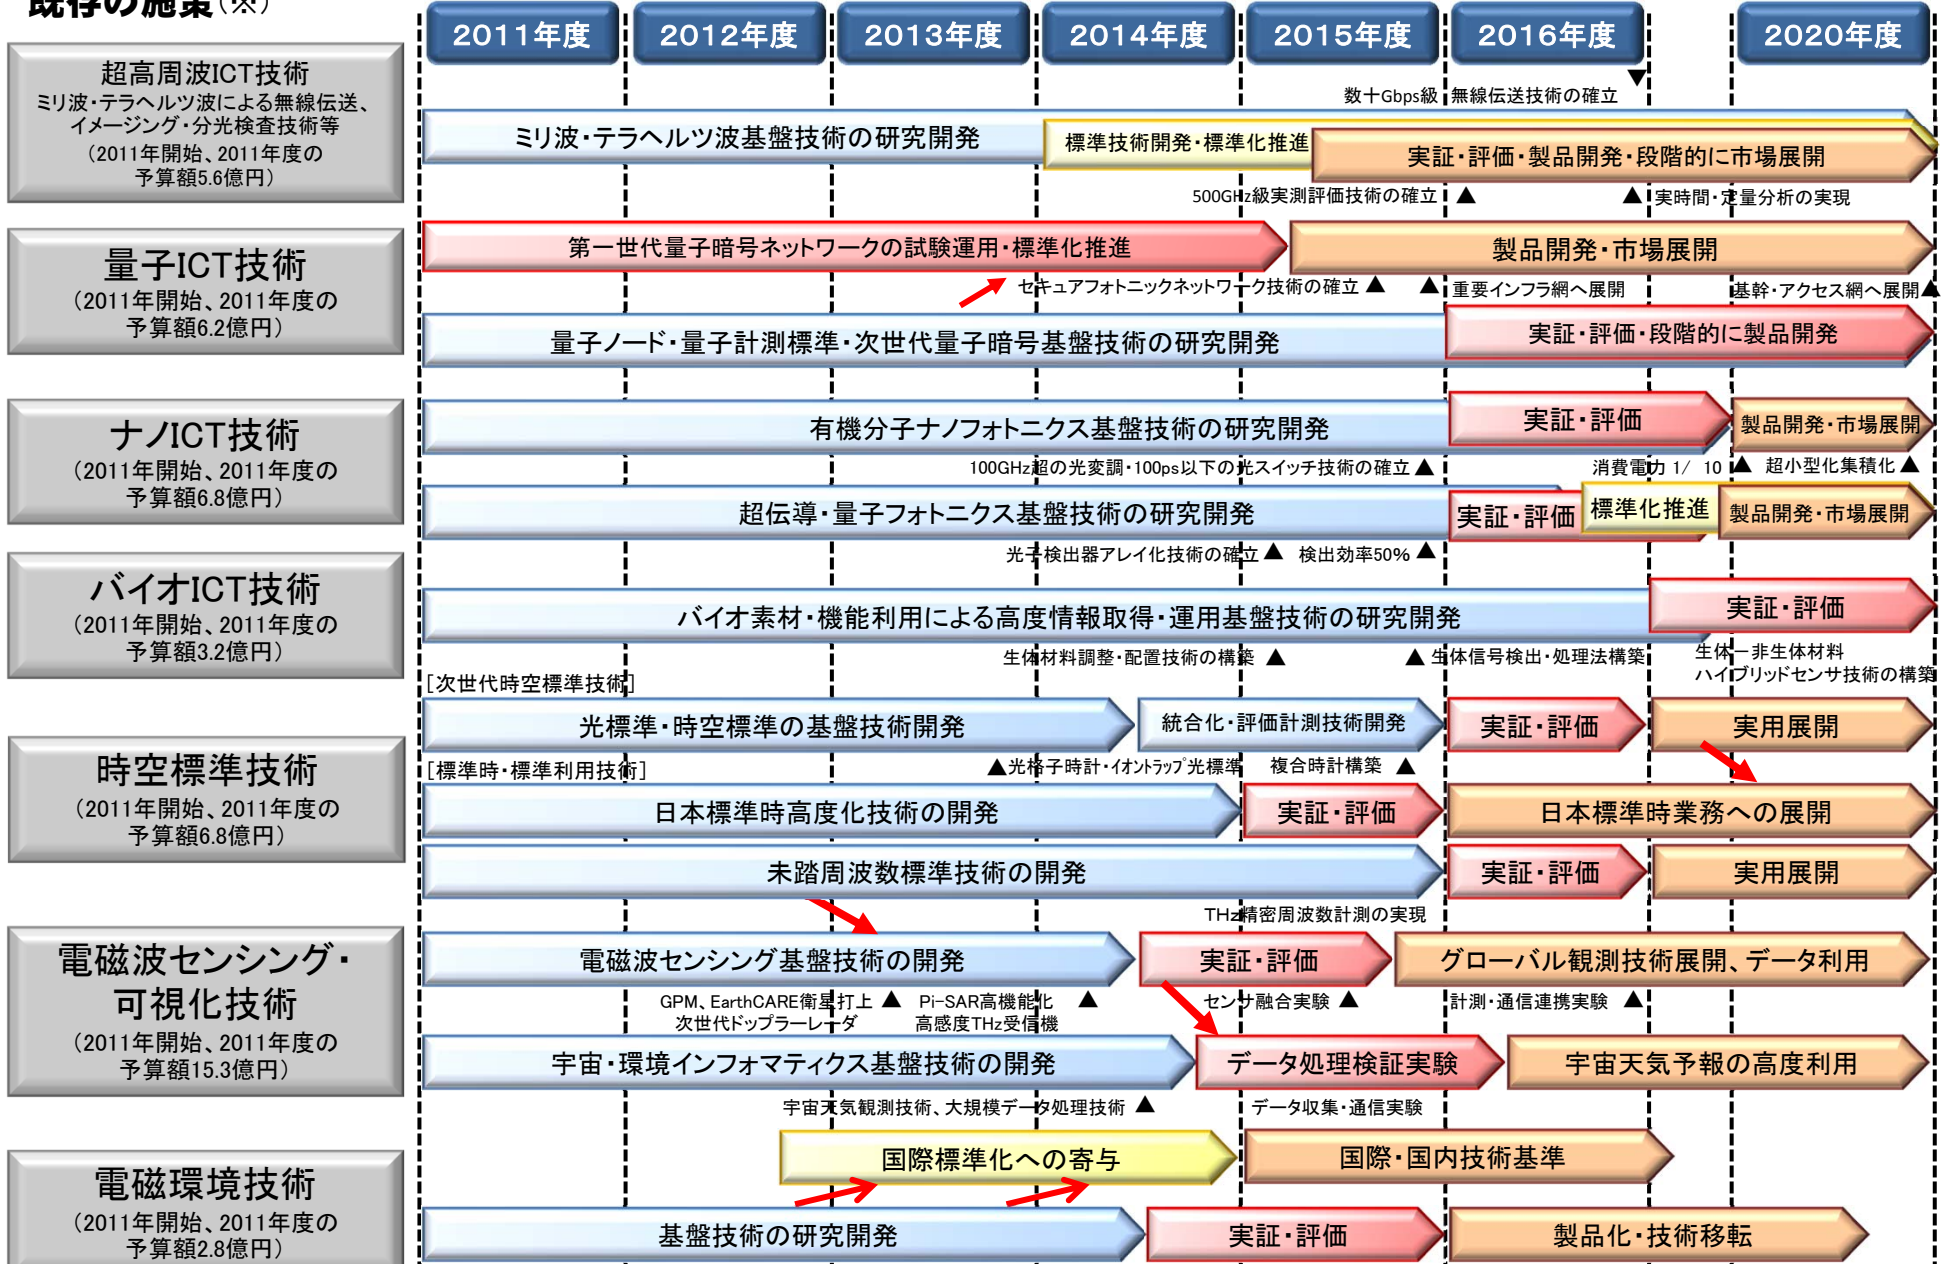 既存の施策(※)
2011年度
2012年度
2013年度
2014年度
2015年度
2016年度
2020年度
超高周波ICT技術
ミリ波・テラヘルツ波による無線伝送、
イメージング・分光検査技術等
（2011年開始、2011年度の
予算額5.6億円）
数十Gbps級 無線伝送技術の確立
▼
ミリ波・テラヘルツ波基盤技術の研究開発
標準技術開発・標準化推進
実証・評価・製品開発・段階的に市場展開
500GHz級実測評価技術の確立 ▲
▲ 実時間・定量分析の実現
量子ICT技術
（2011年開始、2011年度の
予算額6.2億円）
第一世代量子暗号ネットワークの試験運用・標準化推進
製品開発・市場展開
セキュアフォトニックネットワーク技術の確立 ▲
▲ 重要インフラ網へ展開
基幹・アクセス網へ展開▲
量子ノード・量子計測標準・次世代量子暗号基盤技術の研究開発
実証・評価・段階的に製品開発
ナノICT技術
（2011年開始、2011年度の
予算額6.8億円）
有機分子ナノフォトニクス基盤技術の研究開発
実証・評価
製品開発・市場展開
100GHz超の光変調・100ps以下の光スイッチ技術の確立 ▲
消費電力 1/ 10 ▲
超小型化集積化 ▲
超伝導・量子フォトニクス基盤技術の研究開発
実証・評価
標準化推進
製品開発・市場展開
光子検出器アレイ化技術の確立 ▲
検出効率50% ▲
バイオICT技術
（2011年開始、2011年度の
予算額3.2億円）
バイオ素材・機能利用による高度情報取得・運用基盤技術の研究開発
実証・評価
生体材料調整・配置技術の構築 ▲
▲ 生体信号検出・処理法構築
生体－非生体材料
ハイブリッドセンサ技術の構築
時空標準技術
（2011年開始、2011年度の
予算額6.8億円）
[次世代時空標準技術]
光標準・時空標準の基盤技術開発
統合化・評価計測技術開発
実証・評価
実用展開
[標準時・標準利用技術]
▲光格子時計・イオントラップ光標準
複合時計構築 ▲
日本標準時高度化技術の開発
実証・評価
日本標準時業務への展開
未踏周波数標準技術の開発
実証・評価
実用展開
THz精密周波数計測の実現
電磁波センシング・
可視化技術
（2011年開始、2011年度の
予算額15.3億円）
電磁波センシング基盤技術の開発
実証・評価
グローバル観測技術展開、データ利用
GPM、EarthCARE衛星打上 ▲
次世代ドップラーレーダ
Pi-SAR高機能化 ▲
高感度THz受信機
センサ融合実験 ▲
計測・通信連携実験 ▲
宇宙・環境インフォマティクス基盤技術の開発
データ処理検証実験
宇宙天気予報の高度利用
宇宙天気観測技術、大規模データ処理技術 ▲
データ収集・通信実験
電磁環境技術
（2011年開始、2011年度の
予算額2.8億円）
国際標準化への寄与
国際・国内技術基準
基盤技術の研究開発
実証・評価
製品化・技術移転